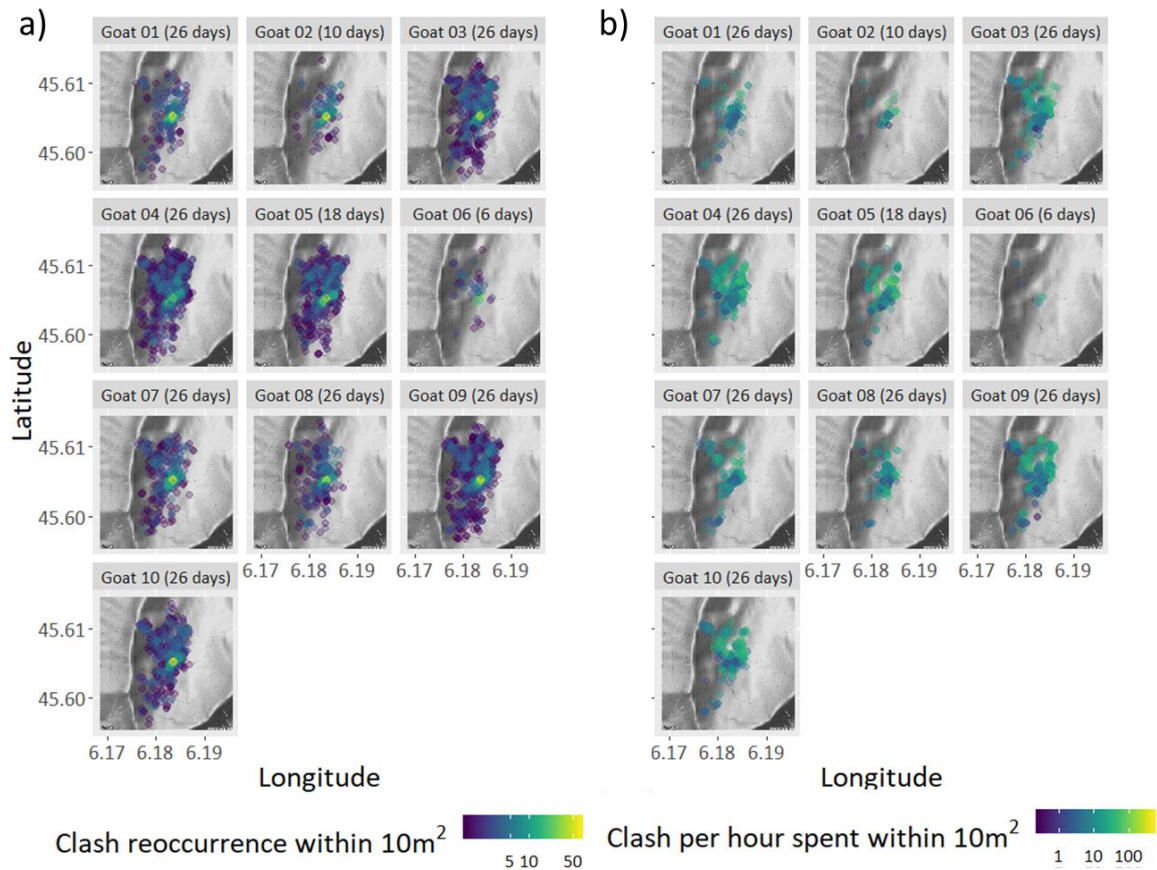 a)
Goat 01 (26 days) Goat 02 (10 days) Goat 03 (26 days)
45.61
45.60
Goat 04 (26 days) Goat 05 (18 days) Goat 06 (6 days)
45.61
45.60
Latitude
Goat 07 (26 days) Goat 08 (26 days) Goat 09 (26 days)
45.61
45.60
6.17 6.18 6.19
Goat 10 (26 days)
45.61
45.60
6.17 6.18 6.19
Longitude
Clash reoccurrence within 10m²
5 10 50
b)
Goat 01 (26 days) Goat 02 (10 days) Goat 03 (26 days)
Goat 04 (26 days) Goat 05 (18 days) Goat 06 (6 days)
Goat 07 (26 days) Goat 08 (26 days) Goat 09 (26 days)
6.17 6.18 6.19 6.17 6.18 6.19
Goat 10 (26 days)
6.17 6.18 6.19
Longitude
Clash per hour spent within 10m²
1 10 100